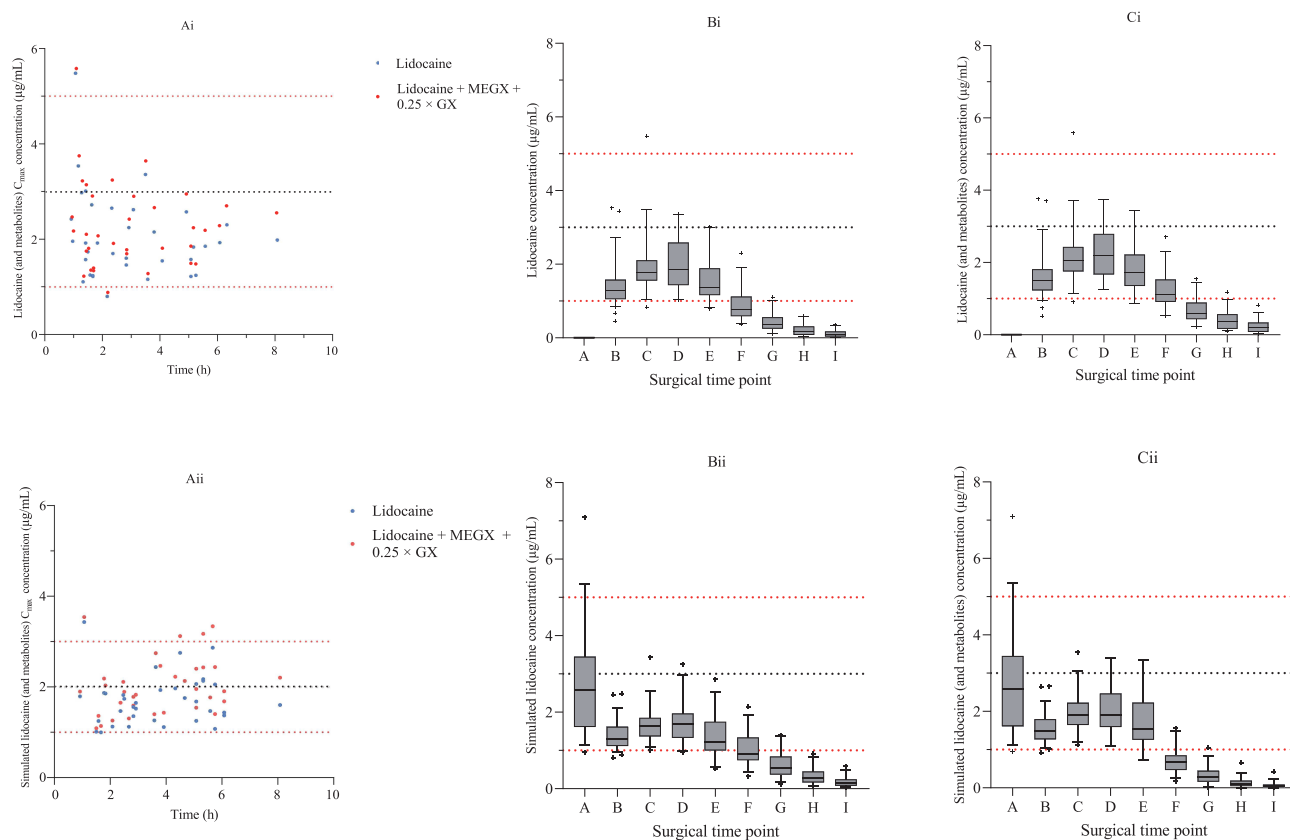 Ai
Lidocaine (and metabolites) Cmax concentration (µg/mL)
6
4
3
2
1
0
0
2
4
6
8
10
Time (h)
Lidocaine
Lidocaine + MEGX +
0.25 × GX
Bi
Lidocaine concentration (µg/mL)
8
6
4
2
0
A B C D E F G H I
Surgical time point
Ci
Lidocaine (and metabolites) concentration (µg/mL)
8
6
4
2
0
A B C D E F G H I
Surgical time point
Aii
Simulated lidocaine (and metabolites) Cmax concentration (µg/mL)
6
4
2
0
0 2 4 6 8 10
Time (h)
Lidocaine
Lidocaine + MEGX +
0.25 × GX
Bii
Simulated lidocaine concentration (µg/mL)
8
6
4
2
0
A B C D E F G H I
Surgical time point
Cii
Simulated lidocaine (and metabolites) concentration (µg/mL)
8
6
4
2
0
A B C D E F G H I
Surgical time point